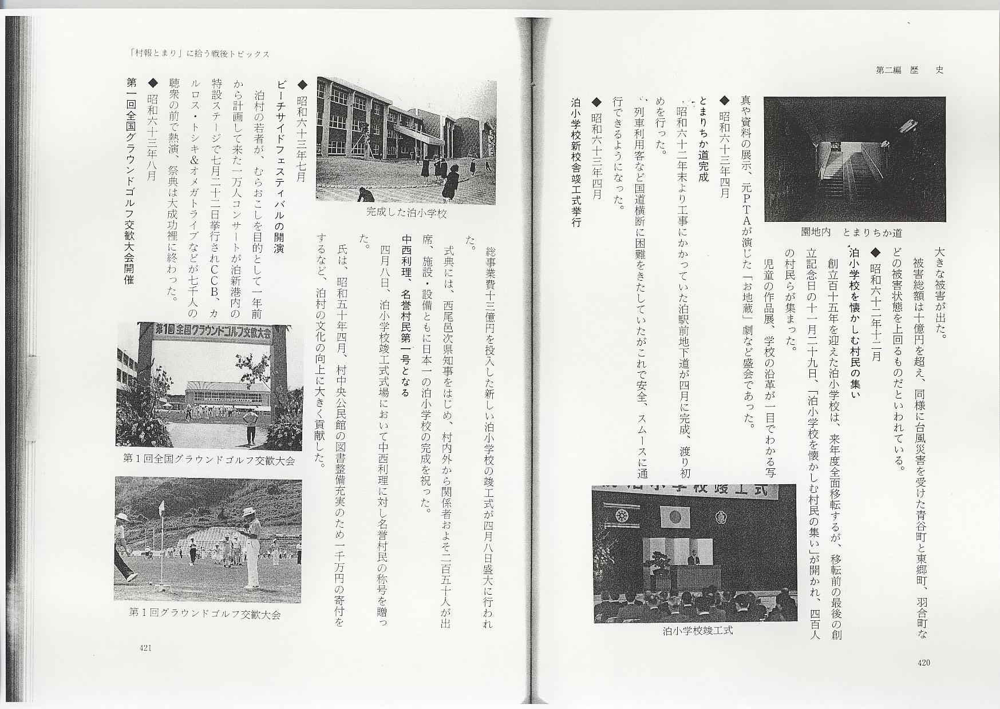 第二編　歴　　史
園地内　とまりちか道
大きな被害が出た。
被害総額は十億円を超え、同様に台風災害を受けた青谷町と東郷町、羽合町な
どの被害状態を上回るものだといわれている。
◆　昭和六十二年十二月
泊小学校を懐かしむ村民の集い
創立百十五年を迎えた泊小学校は、来年度全面移転するが、移転前の最後の創
立記念日の十一月二十九日、「泊小学校を懐かしむ村民の集い」が開かれ、四百人
の村民らが集まった。
児童の作品展、学校の沿革が一目でわかる写
真や資料の展示、元ＰＴＡが演じた「お地蔵」劇など盛会であった。
◆　昭和六十三年四月
とまりちか道完成
昭和六十二年末より工事にかかっていた泊駅前地下道が四月に完成、渡り初
めを行った。
列車利用客など国道横断に困難をきたしていたがこれで安全、スムースに通
行できるようになった。
◆　昭和六十三年四月
泊小学校新校舎竣工式挙行
泊小学校竣工式
泊小学校竣工式
420
「村報とまり」に拾う戦後トピックス
完成した泊小学校
総事業費十三億円を投入した新しい泊小学校の竣工式が四月八日盛大に行われ
た。
式典には、西尾邑次県知事をはじめ、村内外から関係者およそ二百五十人が出
席、施設・設備ともに日本一の泊小学校の完成を祝った。
中西利理、名誉村民第一号となる
四月八日、泊小学校竣工式式場において中西利理に対し名誉村民の称号を贈っ
た。
氏は、昭和五十年四月、村中央公民館の図書整備充実のため一千万円の寄付を
するなど、泊村の文化の向上に大きく貢献した。
◆　昭和六十三年七月
ビーチサイドフェスティバルの開演
泊村の若者が、むらおこしを目的として一年前
から計画して来た一万人コンサートが泊新港内の
特設ステージで七月二十二日挙行されＣＣＢ、カ
ルロス・トシキ＆オメガトライブなどが七千人の
聴衆の前で熱演、祭典は大成功裡に終わった。
◆　昭和六十三年八月
第一回全国グラウンドゴルフ交歓大会開催
第1回全国グラウンドゴルフ交歓大会
第１回全国グラウンドゴルフ交歓大会
第１回グラウンドゴルフ交歓大会
421